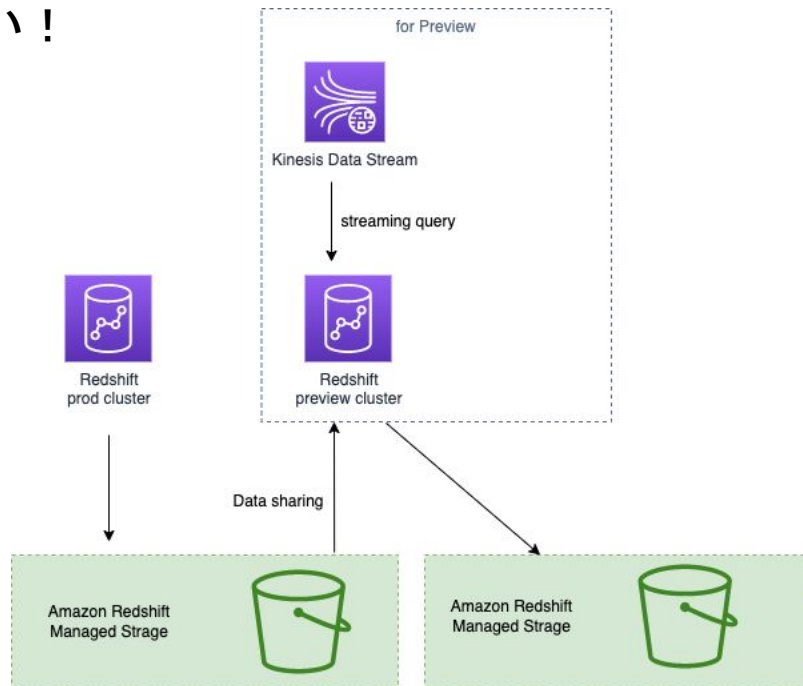 い！
for Preview
Kinesis Data Stream
streaming query
Redshift
prod cluster
Redshift
preview cluster
Data sharing
Amazon Redshift
Managed Strage
Amazon Redshift
Managed Strage